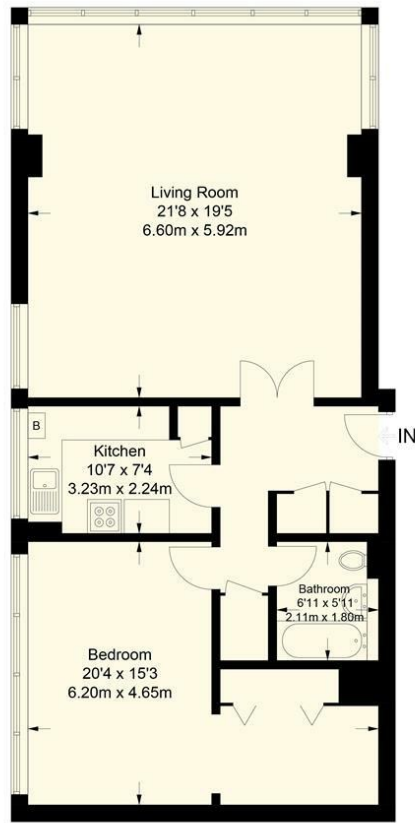 Living Room
21'8 x 19'5
6.60m x 5.92m
IN
B
Kitchen
10'7 x 7'4
3.23m x 2.24m
Bathroom
6'11 x 5'11
2.11m x 1.80m
Bedroom
20'4 x 15'3
6.20m x 4.65m